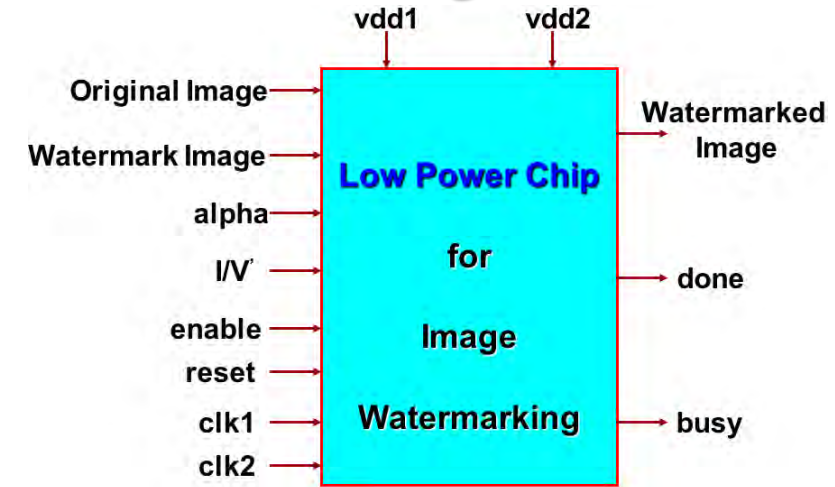 vdd1
vdd2
Original Image
Watermark Image
alpha
I/V'
enable
reset
clk1
clk2
Low Power Chip
for
Image
Watermarking
Watermarked
Image
done
busy